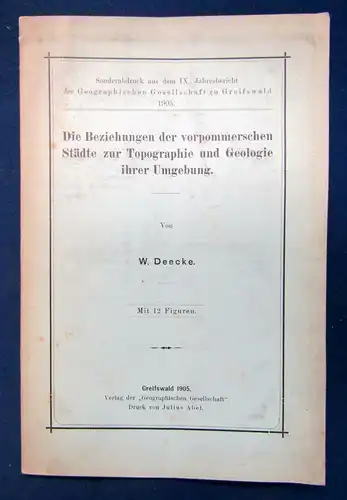 Sonderabdruck aus dem IX. Jahresbericht
der Geographischen Gesellschaft zu Greifswald
1905.
Die Beziehungen der vorpommerschen
Städte zur Topographie und Geologie
ihrer Umgebung.
Von
W. Deecke.
Mit 12 Figuren.
Greifswald 1905.
Verlag der „Geographischen Gesellschaft"
Druck von Julius Abel.